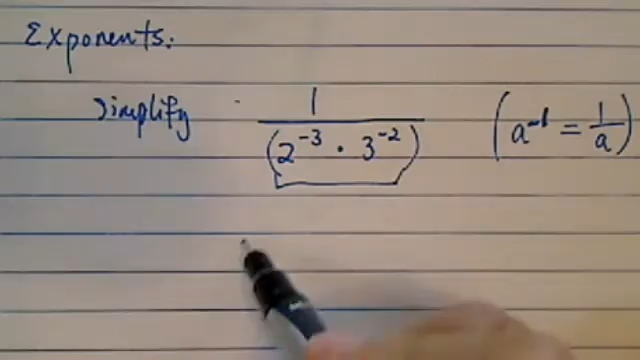 Exponents:
Simplify 1/(2⁻³ · 3⁻²) (a⁻¹ = 1/a)